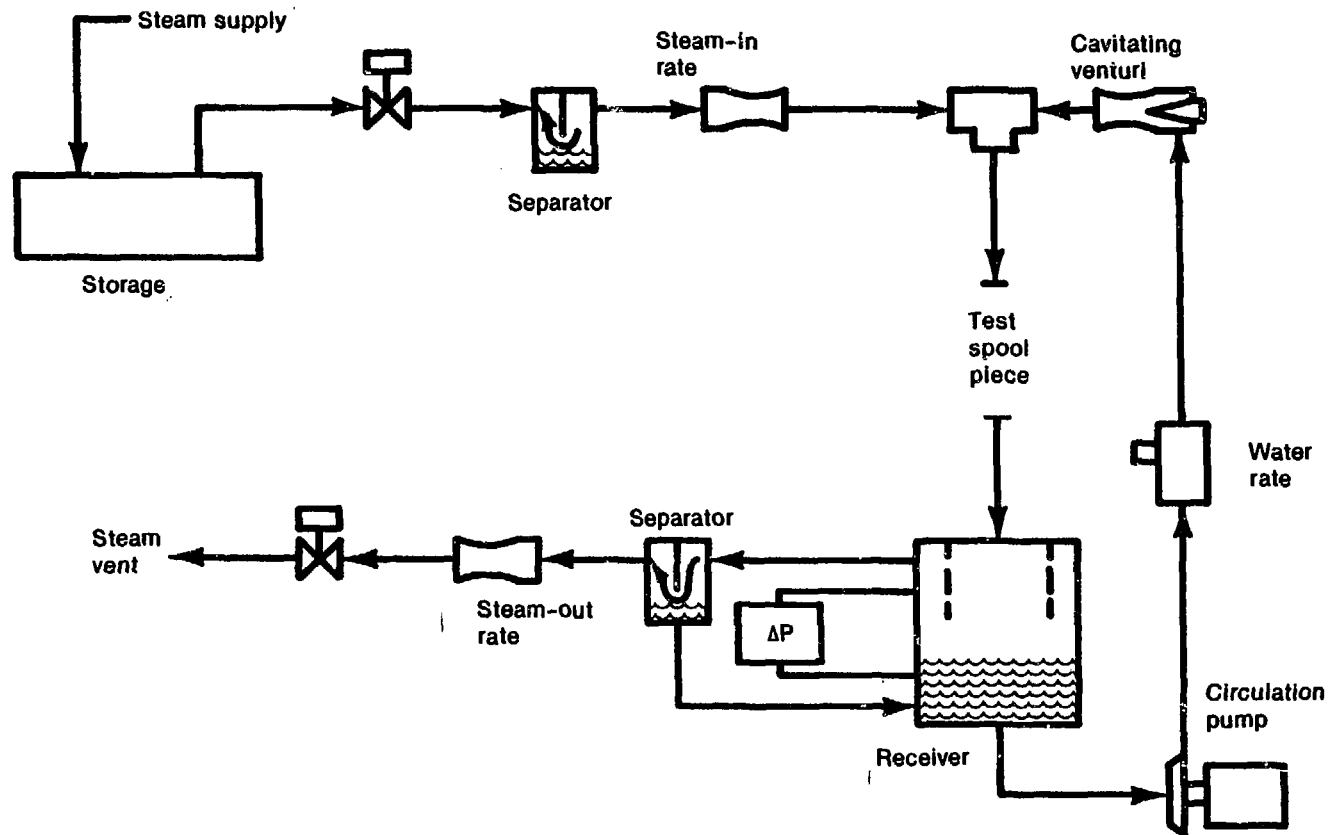 Steam supply
Steam-in
rate
Cavitating
venturi
Separator
Storage
Test
spool
piece
Water
rate
Separator
Steam
vent
Steam-out
rate
ΔP
Circulation
pump
Receiver